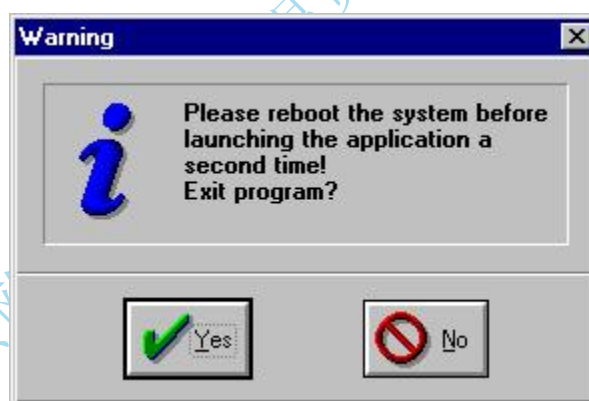 Warning
Please reboot the system before
launching the application a
second time!
Exit program?
Yes
No